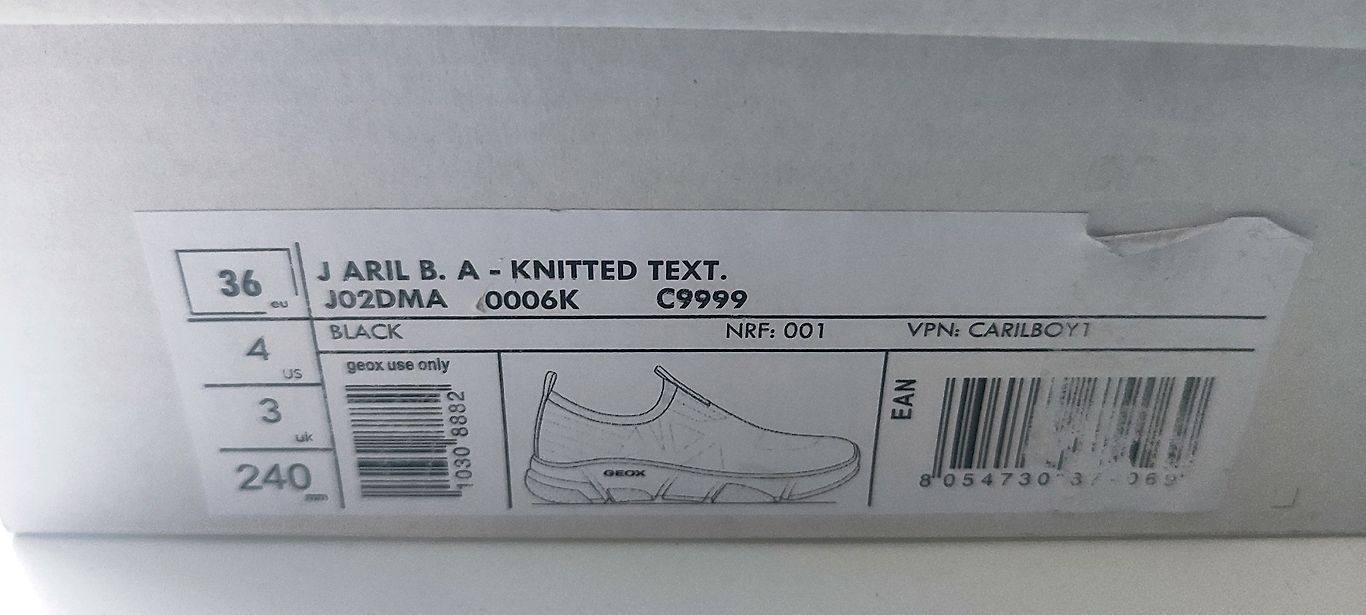 36 eu
J ARIL B. A - KNITTED TEXT.
J02DMA 0006K C9999
BLACK NRF: 001 VPN: CARILBOY1
4 US
3 uk
240 mm
geox use only
1030 8882
GEOX
EAN
8 054730